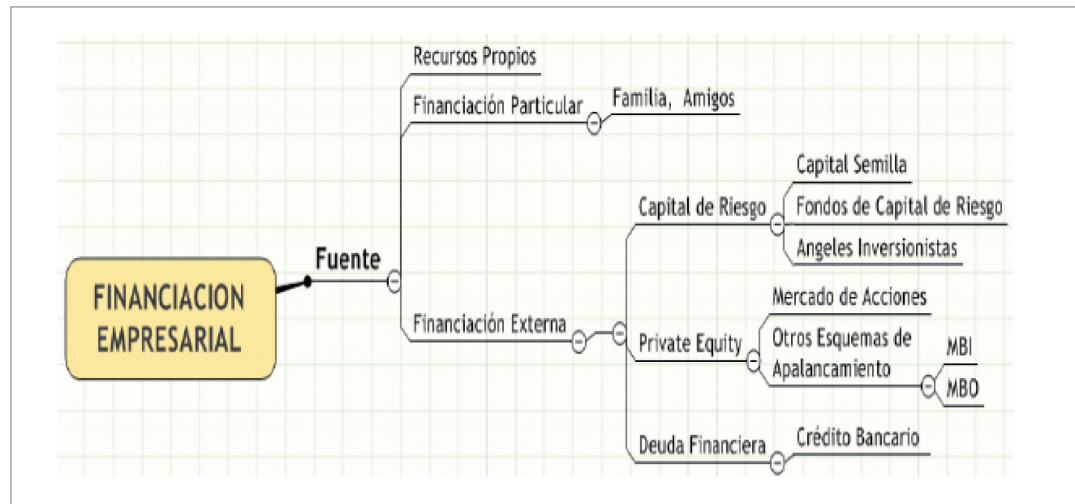 FINANCIACION
EMPRESARIAL
Fuente
Recursos Propios
Financiación Particular
Familia, Amigos
Financiación Externa
Capital de Riesgo
Capital Semilla
Fondos de Capital de Riesgo
Angeles Inversionistas
Private Equity
Mercado de Acciones
Otros Esquemas de
Apalancamiento
MBI
MBO
Deuda Financiera
Crédito Bancario